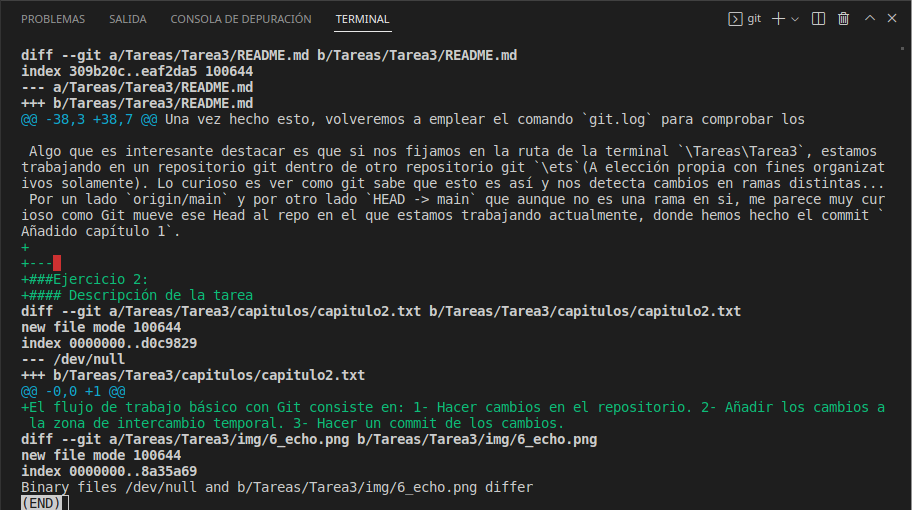 PROBLEMAS SALIDA CONSOLA DE DEPURACIÓN TERMINAL git
diff --git a/Tareas/Tarea3/README.md b/Tareas/Tarea3/README.md
index 309b20c..eaf2da5 100644
--- a/Tareas/Tarea3/README.md
+++ b/Tareas/Tarea3/README.md
@@ -38,3 +38,7 @@ Una vez hecho esto, volveremos a emplear el comando `git.log` para comprobar los
 Algo que es interesante destacar es que si nos fijamos en la ruta de la terminal `\Tareas\Tarea3`, estamos
trabajando en un repositorio git dentro de otro repositorio git `\ets`(A elección propia con fines organizat
ivos solamente). Lo curioso es ver como git sabe que esto es así y nos detecta cambios en ramas distintas...
 Por un lado `origin/main` y por otro lado `HEAD -> main` que aunque no es una rama en si, me parece muy cur
ioso como Git mueve ese Head al repo en el que estamos trabajando actualmente, donde hemos hecho el commit `
Añadido capítulo 1`.
+
+---
+###Ejercicio 2:
+#### Descripción de la tarea
diff --git a/Tareas/Tarea3/capitulos/capitulo2.txt b/Tareas/Tarea3/capitulos/capitulo2.txt
new file mode 100644
index 0000000..d0c9829
--- /dev/null
+++ b/Tareas/Tarea3/capitulos/capitulo2.txt
@@ -0,0 +1 @@
+El flujo de trabajo básico con Git consiste en: 1- Hacer cambios en el repositorio. 2- Añadir los cambios a
 la zona de intercambio temporal. 3- Hacer un commit de los cambios.
diff --git a/Tareas/Tarea3/img/6_echo.png b/Tareas/Tarea3/img/6_echo.png
new file mode 100644
index 0000000..8a35a69
Binary files /dev/null and b/Tareas/Tarea3/img/6_echo.png differ
(END)